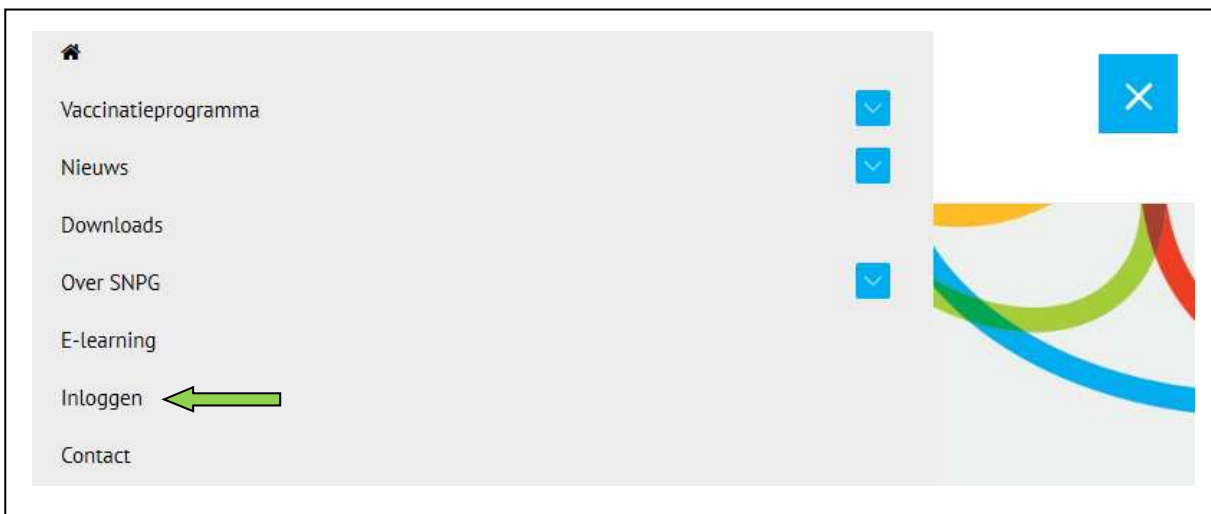 Vaccinatieprogramma
Nieuws
Downloads
Over SNPG
E-learning
Inloggen
Contact